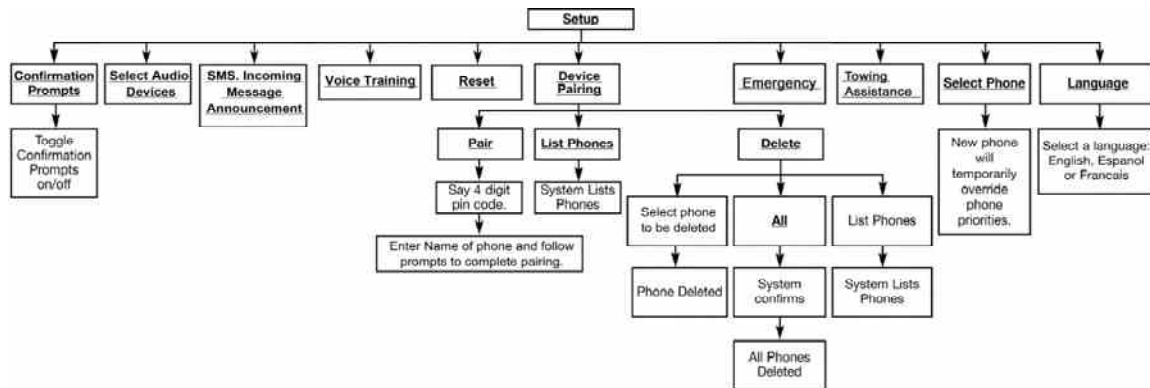 Setup
Confirmation
Prompts
Select Audio
Devices
SMS. Incoming
Message
Announcement
Voice Training
Reset
Device
Pairing
Emergency
Towing
Assistance
Select Phone
Language
Toggle
Confirmation
Prompts
on/off
Pair
List Phones
Delete
New phone
will
temporarily
override
phone
priorities.
Select a language:
English, Espanol
or Francais
Say 4 digit
pin code.
System Lists
Phones
Select phone
to be deleted
All
List Phones
Enter Name of phone and follow
prompts to complete pairing.
Phone Deleted
System
confirms
System Lists
Phones
All Phones
Deleted